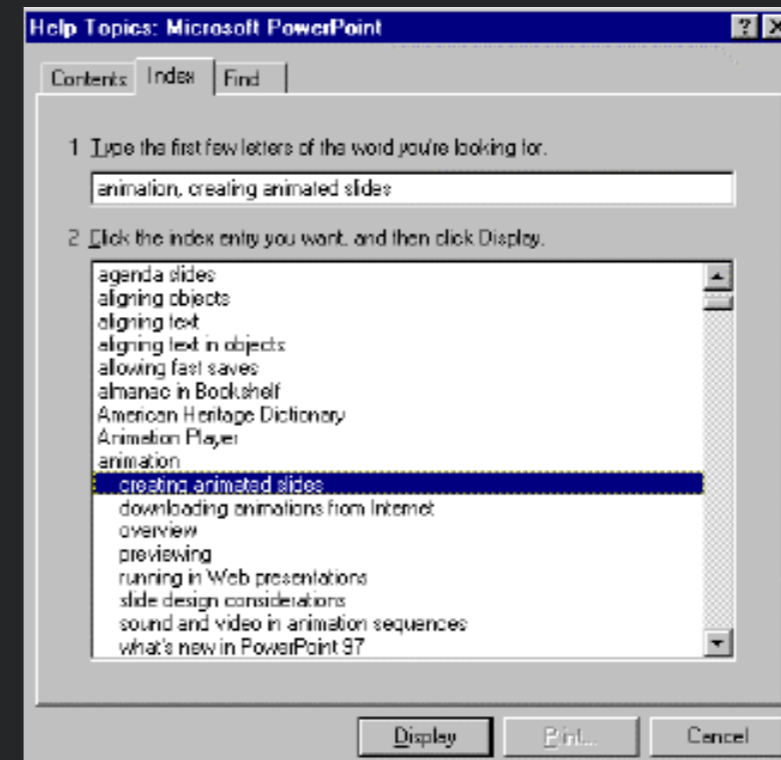 Help Topics: Microsoft PowerPoint
Contents Index Find
1 Type the first few letters of the word you're looking for.
animation, creating animated slides
2 Click the index entry you want, and then click Display.
agenda slides
aligning objects
aligning text
aligning text in objects
allowing fast saves
almanac in Bookshelf
American Heritage Dictionary
Animation Player
animation
creating animated slides
downloading animations from Internet
overview
previewing
running in Web presentations
slide design considerations
sound and video in animation sequences
what's new in PowerPoint 97
Display Print... Cancel